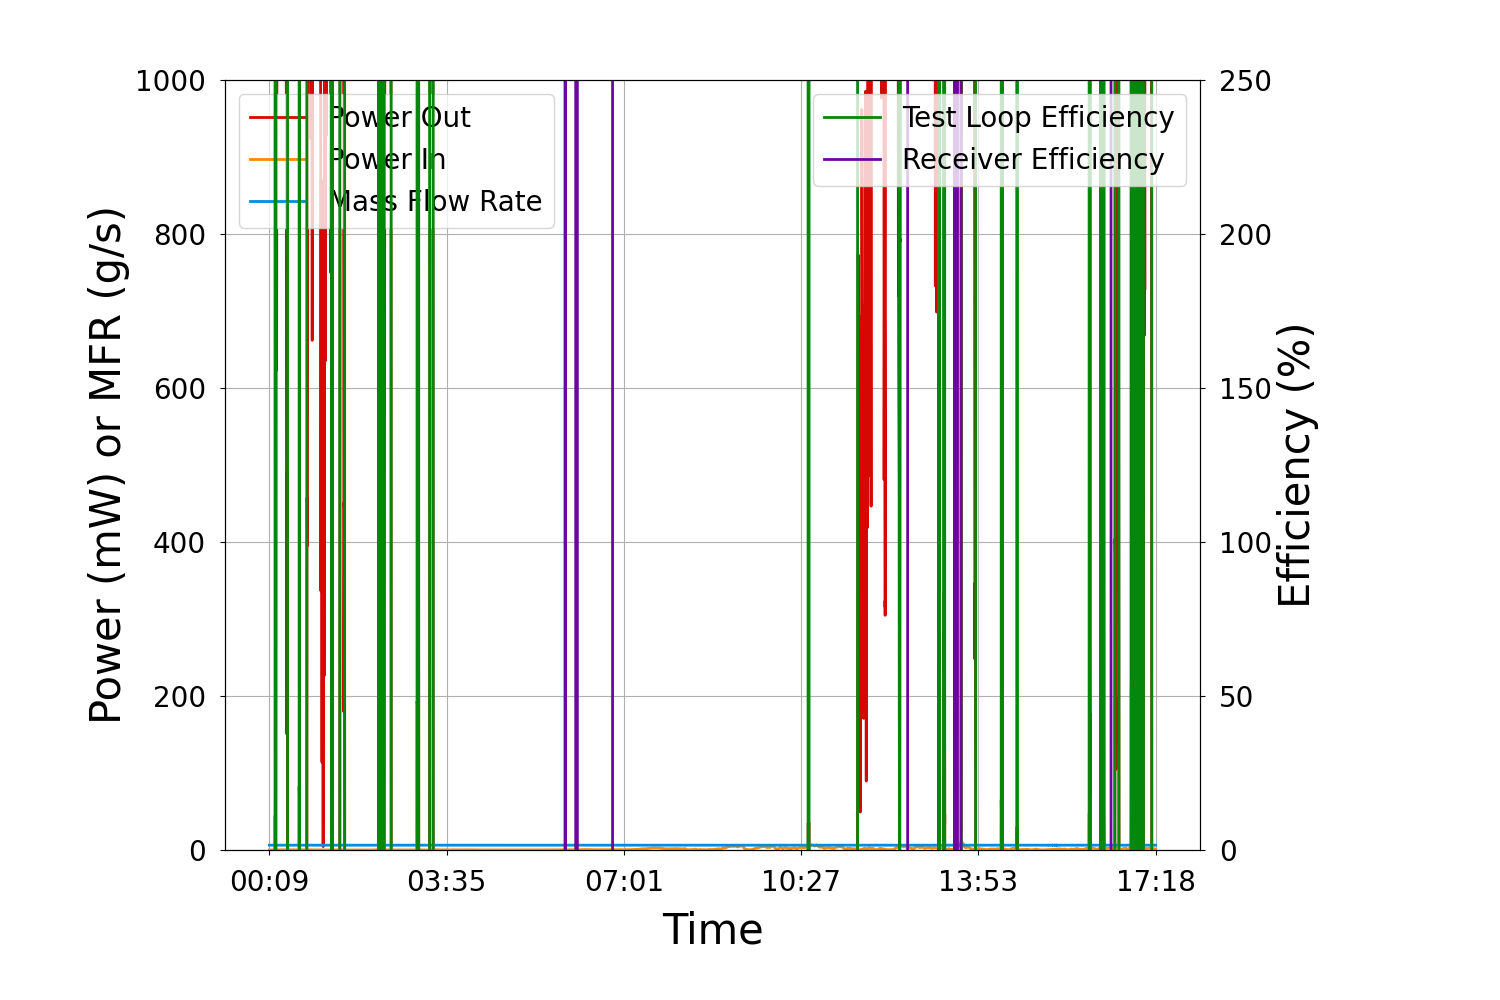 1000
800
600
400
200
0
Power (mW) or MFR (g/s)
Power Out
Power In
Mass Flow Rate
Test Loop Efficiency
Receiver Efficiency
250
200
150
100
50
0
Efficiency (%)
00:09 03:35 07:01 10:27 13:53 17:18
Time